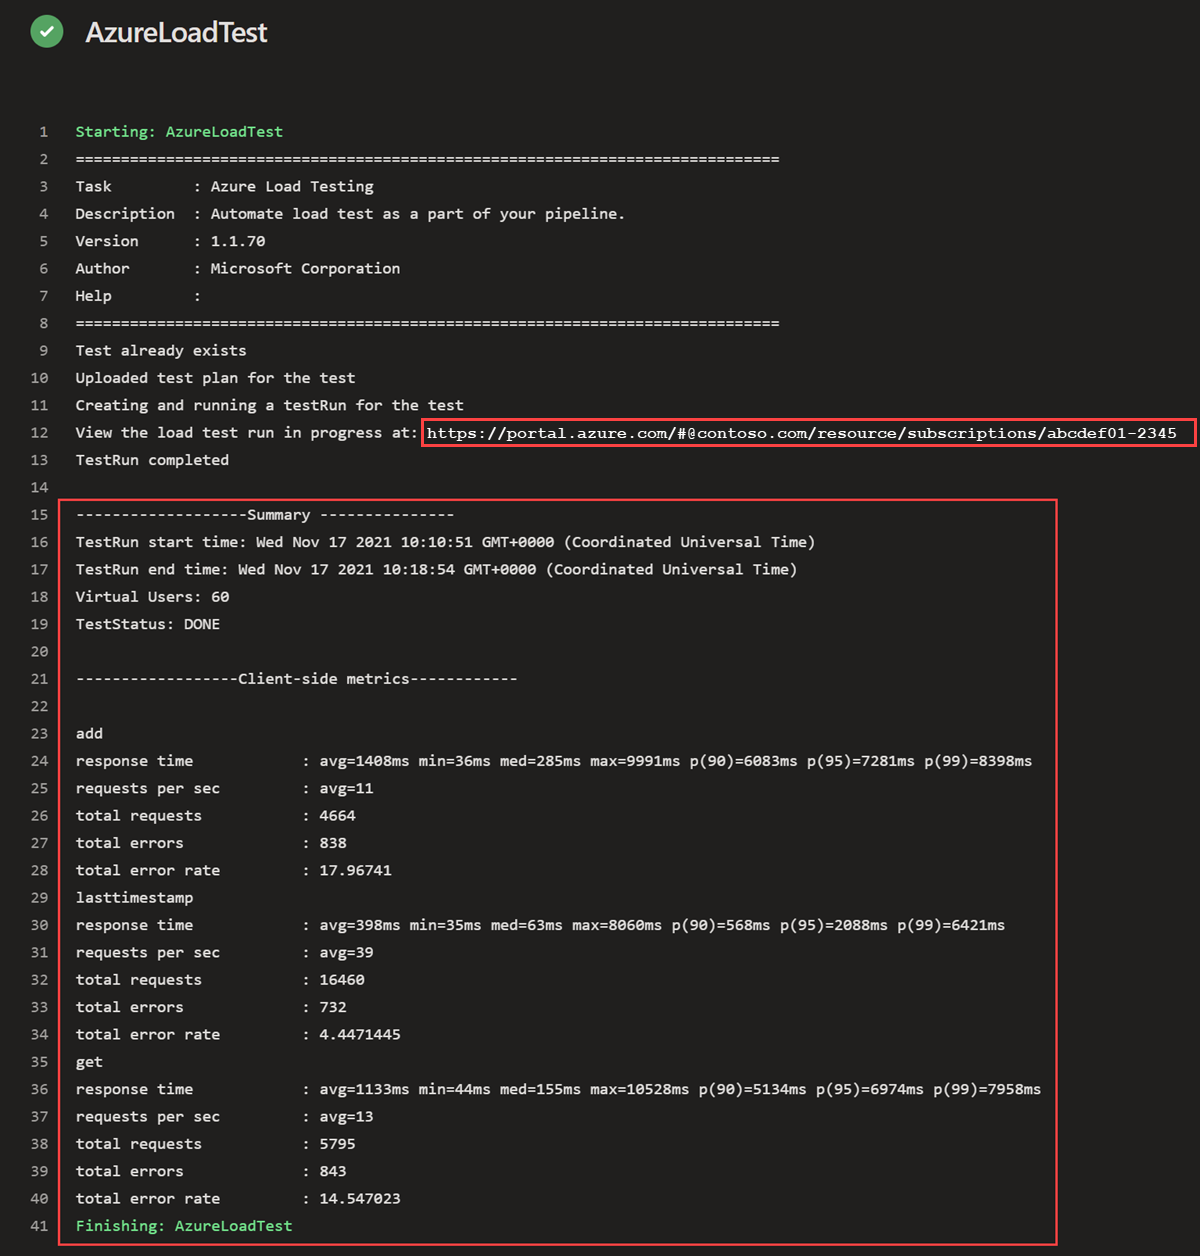 AzureLoadTest
1 Starting: AzureLoadTest
2 ==============================================================================
3 Task         : Azure Load Testing
4 Description  : Automate load test as a part of your pipeline.
5 Version      : 1.1.70
6 Author       : Microsoft Corporation
7 Help         :
8 ==============================================================================
9 Test already exists
10 Uploaded test plan for the test
11 Creating and running a testRun for the test
12 View the load test run in progress at: https://portal.azure.com/#@contoso.com/resource/subscriptions/abcdef01-2345
13 TestRun completed
14
15 -------------------Summary ---------------
16 TestRun start time: Wed Nov 17 2021 10:10:51 GMT+0000 (Coordinated Universal Time)
17 TestRun end time: Wed Nov 17 2021 10:18:54 GMT+0000 (Coordinated Universal Time)
18 Virtual Users: 60
19 TestStatus: DONE
20
21 ------------------Client-side metrics------------
22
23 add
24 response time            : avg=1408ms min=36ms med=285ms max=9991ms p(90)=6083ms p(95)=7281ms p(99)=8398ms
25 requests per sec         : avg=11
26 total requests           : 4664
27 total errors             : 838
28 total error rate         : 17.96741
29 lasttimestamp
30 response time            : avg=398ms min=35ms med=63ms max=8060ms p(90)=568ms p(95)=2088ms p(99)=6421ms
31 requests per sec         : avg=39
32 total requests           : 16460
33 total errors             : 732
34 total error rate         : 4.4471445
35 get
36 response time            : avg=1133ms min=44ms med=155ms max=10528ms p(90)=5134ms p(95)=6974ms p(99)=7958ms
37 requests per sec         : avg=13
38 total requests           : 5795
39 total errors             : 843
40 total error rate         : 14.547023
41 Finishing: AzureLoadTest